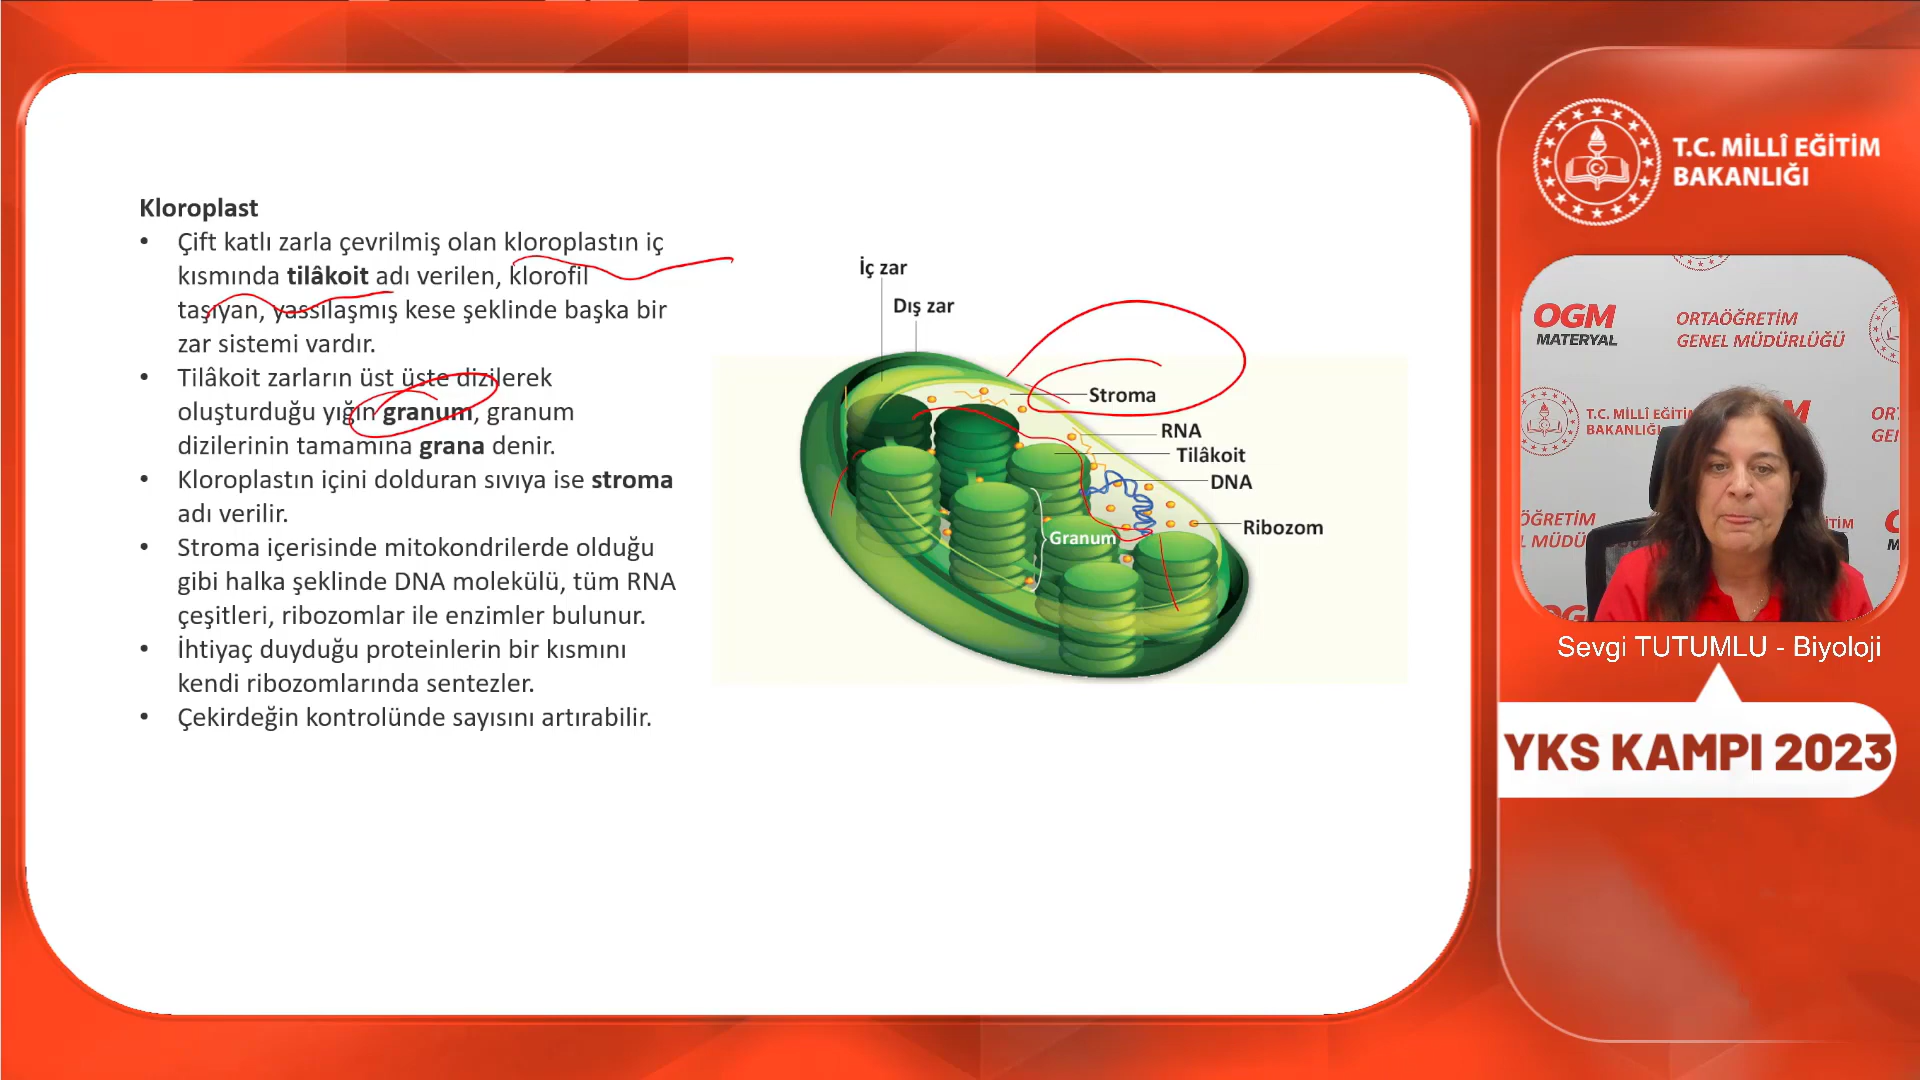 Kloroplast
• Çift katlı zarla çevrilmiş olan kloroplastın iç
kısmında tilâkoit adı verilen, klorofil
taşıyan, yassılaşmış kese şeklinde başka bir
zar sistemi vardır.
• Tilâkoit zarların üst üste dizilerek
oluşturduğu yığın granum, granum
dizilerinin tamamına grana denir.
• Kloroplastın içini dolduran sıvıya ise stroma
adı verilir.
• Stroma içerisinde mitokondrilerde olduğu
gibi halka şeklinde DNA molekülü, tüm RNA
çeşitleri, ribozomlar ile enzimler bulunur.
• İhtiyaç duyduğu proteinlerin bir kısmını
kendi ribozomlarında sentezler.
• Çekirdeğin kontrolünde sayısını artırabilir.
İç zar
Dış zar
Stroma
RNA
Tilâkoit
DNA
Ribozom
Granum
T.C. MİLLÎ EĞİTİM
BAKANLIĞI
OGM
MATERYAL
ORTAÖĞRETİM
GENEL MÜDÜRLÜĞÜ
T.C. MİLLÎ EĞİTİM
BAKANLIĞI
Sevgi TUTUMLU - Biyoloji
YKS KAMPI 2023